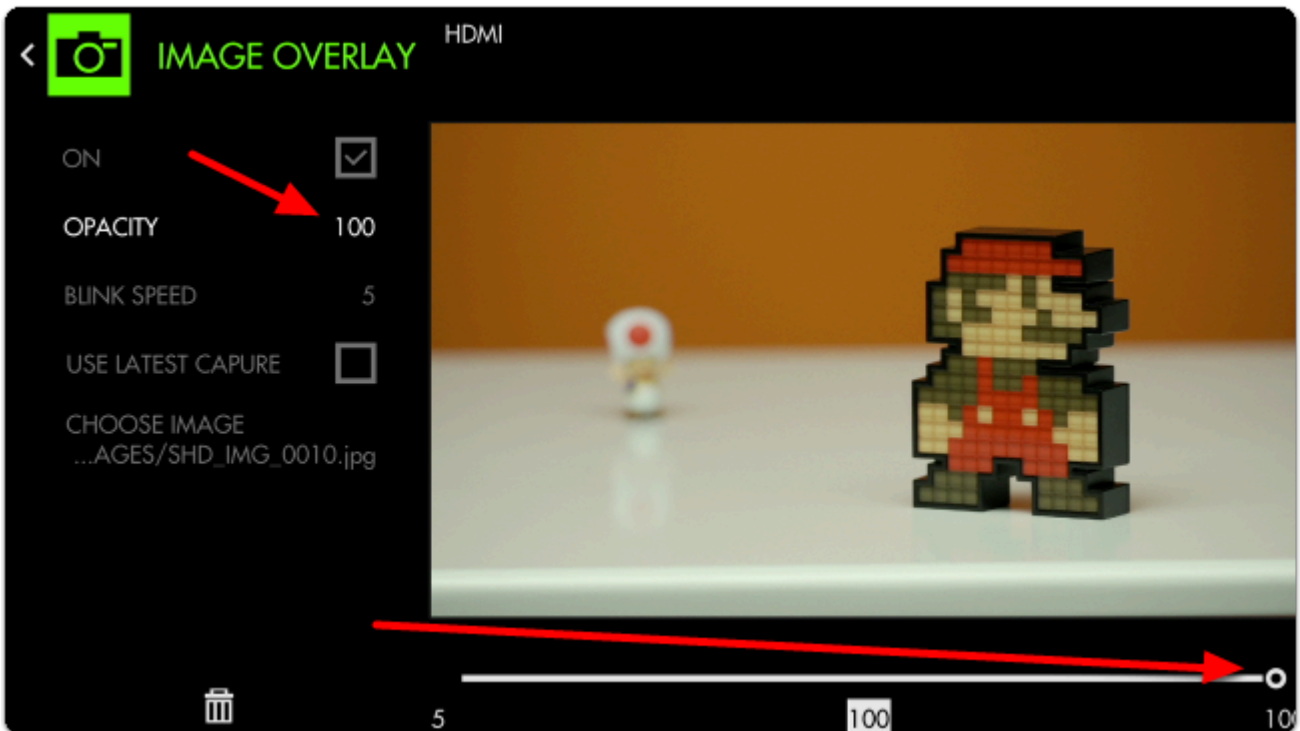 IMAGE OVERLAY
HDMI
ON
OPACITY 100
BLINK SPEED 5
USE LATEST CAPURE
CHOOSE IMAGE
...AGES/SHD_IMG_0010.jpg
5 100 100